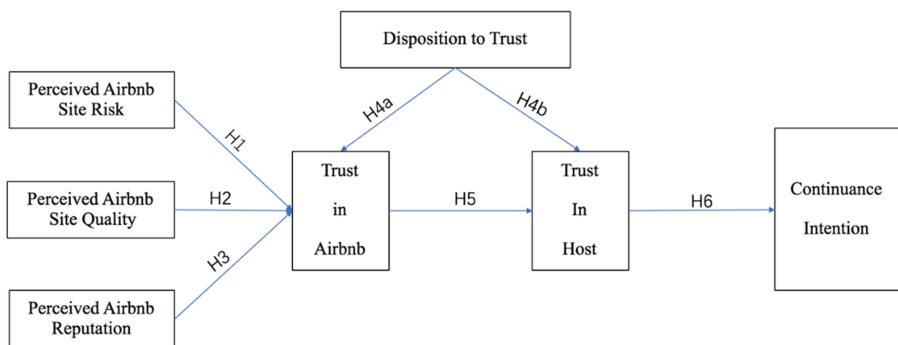 Disposition to Trust
Perceived Airbnb
Site Risk
H4a
H4b
H1
Trust
in
Airbnb
Trust
In
Host
Continuance
Intention
Perceived Airbnb
Site Quality
H2
H5
H6
H3
Perceived Airbnb
Reputation